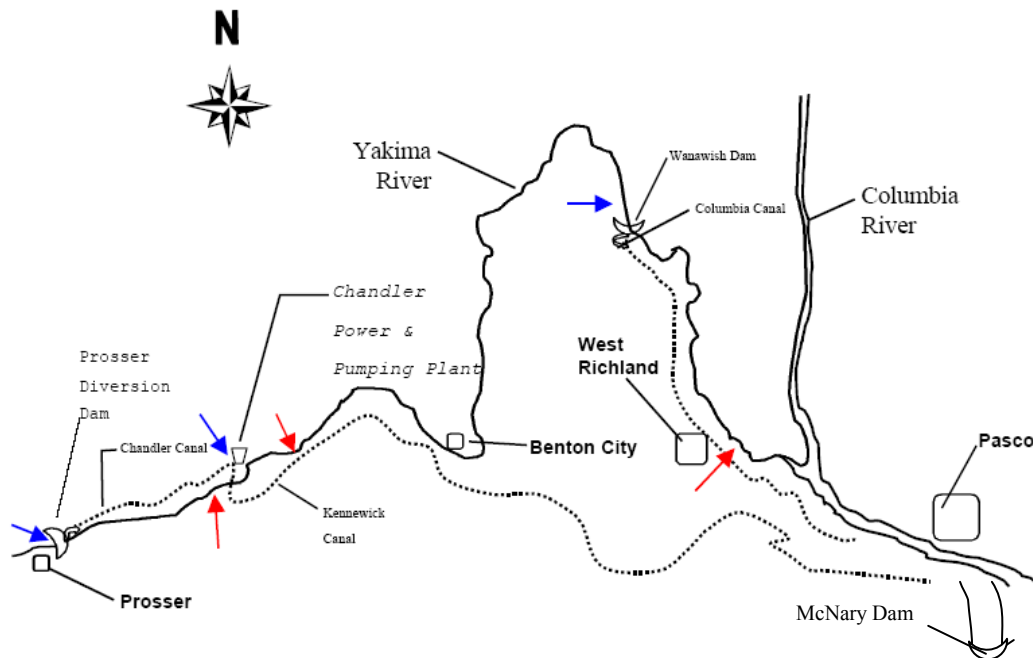 N
Yakima
River
Wanawish Dam
Columbia Canal
Columbia
River
Chandler
Power &
Pumping Plant
Prosser
Diversion
Dam
West
Richland
Chandler Canal
Benton City
Pasco
Kennewick
Canal
Prosser
McNary Dam